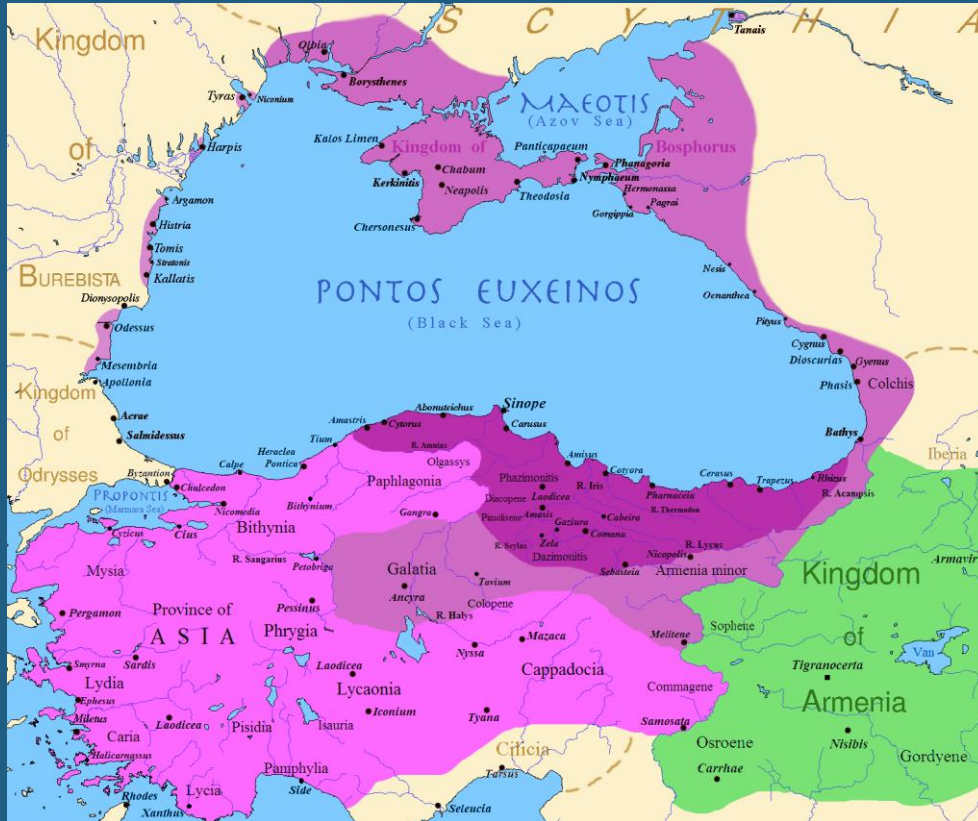 S C Y T H I A
Kingdom
of
BUREBISTA
Tanais
Olbia
Borysthenes
Tyras
Niconium
MAEOTIS
(Azov Sea)
Harpis
Kalos Limen
Kingdom of
Bosphorus
Panticapaeum
Phanagoria
Chabum
Kerkinitis
Neapolis
Nymphaeum
Theodosia
Hermonassa
Gorgippia
Pagrai
Chersonesus
Argamon
Histria
Tomis
Stratonis
Kallatis
Dionysopolis
Odessus
Mesembria
Apollonia
PONTOS EUXEINOS
(Black Sea)
Nesis
Ocnanthea
Pityus
Cygnus
Dioscurias
Gyenus
Phasis
Colchis
Bathys
Kingdom
of
Odrysses
Acrae
Salmidessus
Byzantion
PROPONTIS
(Marmara Sea)
Chalcedon
Calpe
Heraclea
Pontica
Tium
Amastris
Cytorus
Abonuteichus
Sinope
Carusus
R. Amnias
Olgassys
Paphlagonia
Amisus
Cotyora
Pharnaceia
Cerasus
Trapezus
Rhizus
R. Acampsis
Iberia
Phazimonitis
R. Iris
Diacopene
Laodicea
R. Thermodon
Pimolisene
Amasis
Gaziura
Cabeira
Comana
R. Scylax
Zela
Dazimonitis
R. Lycus
Nicopolis
Sebasteia
Armenia minor
Nicomedia
Bithynium
Gangra
Bithynia
Cyzicus
Cius
R. Sangarius
Petobriga
Mysia
Galatia
Ancyra
Tavium
Colopene
R. Halys
Pergamon
Province of
ASIA
Pessinus
Phrygia
Nyssa
Mazaca
Melitene
Sophene
Kingdom
of
Armenia
Armavir
Van
Tigranocerta
Smyrna
Sardis
Lydia
Laodicea
Lycaonia
Cappadocia
Commagene
Ephesus
Miletus
Caria
Laodicea
Pisidia
Isauria
Iconium
Tyana
Samosata
Osroene
Nisibis
Gordyene
Carrhae
Halicarnassus
Lycia
Pamphylia
Side
Cilicia
Tarsus
Seleucia
Rhodes
Xanthus